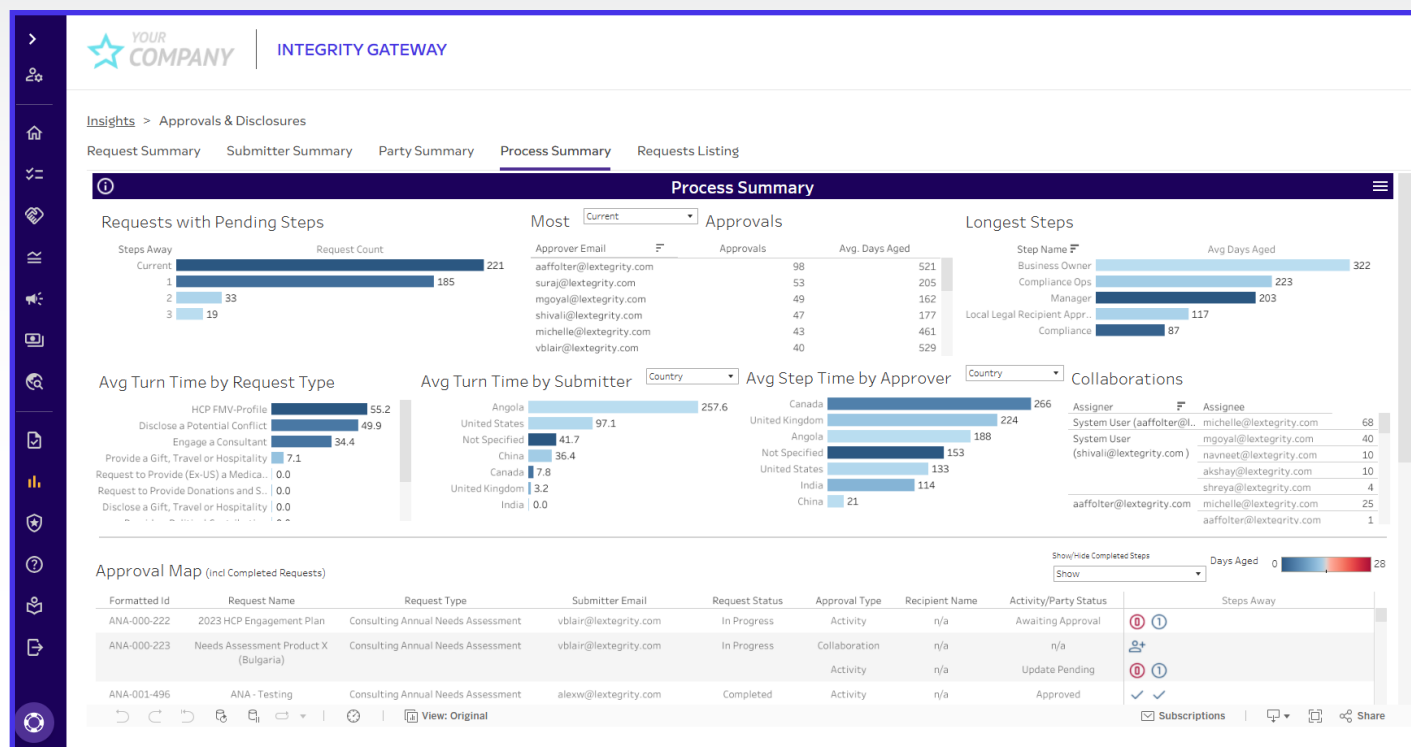 YOUR
COMPANY
INTEGRITY GATEWAY
Insights > Approvals & Disclosures
Request Summary Submitter Summary Party Summary Process Summary Requests Listing
Process Summary
Requests with Pending Steps
Steps Away Request Count
Current 221
1 185
2 33
3 19
Most Current Approvals
Approver Email Approvals Avg. Days Aged
aaffolter@lextegrity.com 98 521
suraj@lextegrity.com 53 205
mgoyal@lextegrity.com 49 162
shivali@lextegrity.com 47 177
michelle@lextegrity.com 43 461
vblair@lextegrity.com 40 529
Longest Steps
Step Name Avg Days Aged
Business Owner 322
Compliance Ops 223
Manager 203
Local Legal Recipient Appr.. 117
Compliance 87
Avg Turn Time by Request Type
HCP FMV-Profile 55.2
Disclose a Potential Conflict 49.9
Engage a Consultant 34.4
Provide a Gift, Travel or Hospitality 7.1
Request to Provide (Ex-US) a Medica.. 0.0
Request to Provide Donations and S.. 0.0
Disclose a Gift, Travel or Hospitality 0.0
Avg Turn Time by Submitter Country
Angola 257.6
United States 97.1
Not Specified 41.7
China 36.4
Canada 7.8
United Kingdom 3.2
India 0.0
Avg Step Time by Approver Country
Canada 266
United Kingdom 224
Angola 188
Not Specified 153
United States 133
India 114
China 21
Collaborations
Assigner Assignee
System User (aaffolter@l.. michelle@lextegrity.com 68
System User mgoyal@lextegrity.com 40
(shivali@lextegrity.com) navneet@lextegrity.com 10
akshay@lextegrity.com 10
shreya@lextegrity.com 4
aaffolter@lextegrity.com michelle@lextegrity.com 25
aaffolter@lextegrity.com 1
Approval Map (incl Completed Requests)
Show/Hide Completed Steps
Show
Days Aged 0 28
Formatted Id Request Name Request Type Submitter Email Request Status Approval Type Recipient Name Activity/Party Status Steps Away
ANA-000-222 2023 HCP Engagement Plan Consulting Annual Needs Assessment vblair@lextegrity.com In Progress Activity n/a Awaiting Approval 0 1
ANA-000-223 Needs Assessment Product X Consulting Annual Needs Assessment vblair@lextegrity.com In Progress Collaboration n/a n/a
(Bulgaria)
Activity n/a Update Pending 0 1
ANA-001-496 ANA - Testing Consulting Annual Needs Assessment alexw@lextegrity.com Completed Activity n/a Approved
View: Original Subscriptions Share